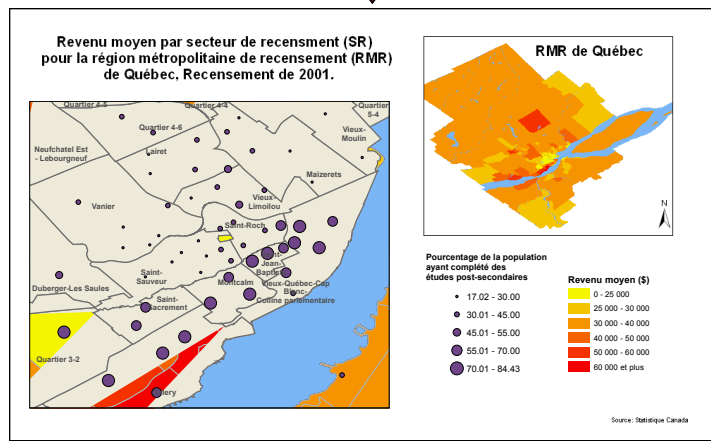 Revenu moyen par secteur de recensment (SR)
pour la région métropolitaine de recensement (RMR)
de Québec, Recensement de 2001.
RMR de Québec
Quartier 4-5
Quartier 4-4
Quartier
5-4
Quartier 4-6
Vieux-
Moulin
Neufchatel Est
- Lebourgneuf
Lairet
Maizerets
Vanier
Vieux-
Limoilou
Saint-Roch
Saint-
Jean-
Baptiste
Saint-
Sauveur
Duberger-Les Saules
Montcalm
Vieux-Québec-Cap
Blanc-
Colline parlementaire
Saint-
Sacrement
Quartier 3-2
N
Pourcentage de la population
ayant complété des
études post-secondaires
17.02 - 30.00
30.01 - 45.00
45.01 - 55.00
55.01 - 70.00
70.01 - 84.43
Revenu moyen ($)
0 - 25 000
25 000 - 30 000
30 000 - 40 000
40 000 - 50 000
50 000 - 60 000
60 000 et plus
Source: Statistique Canada